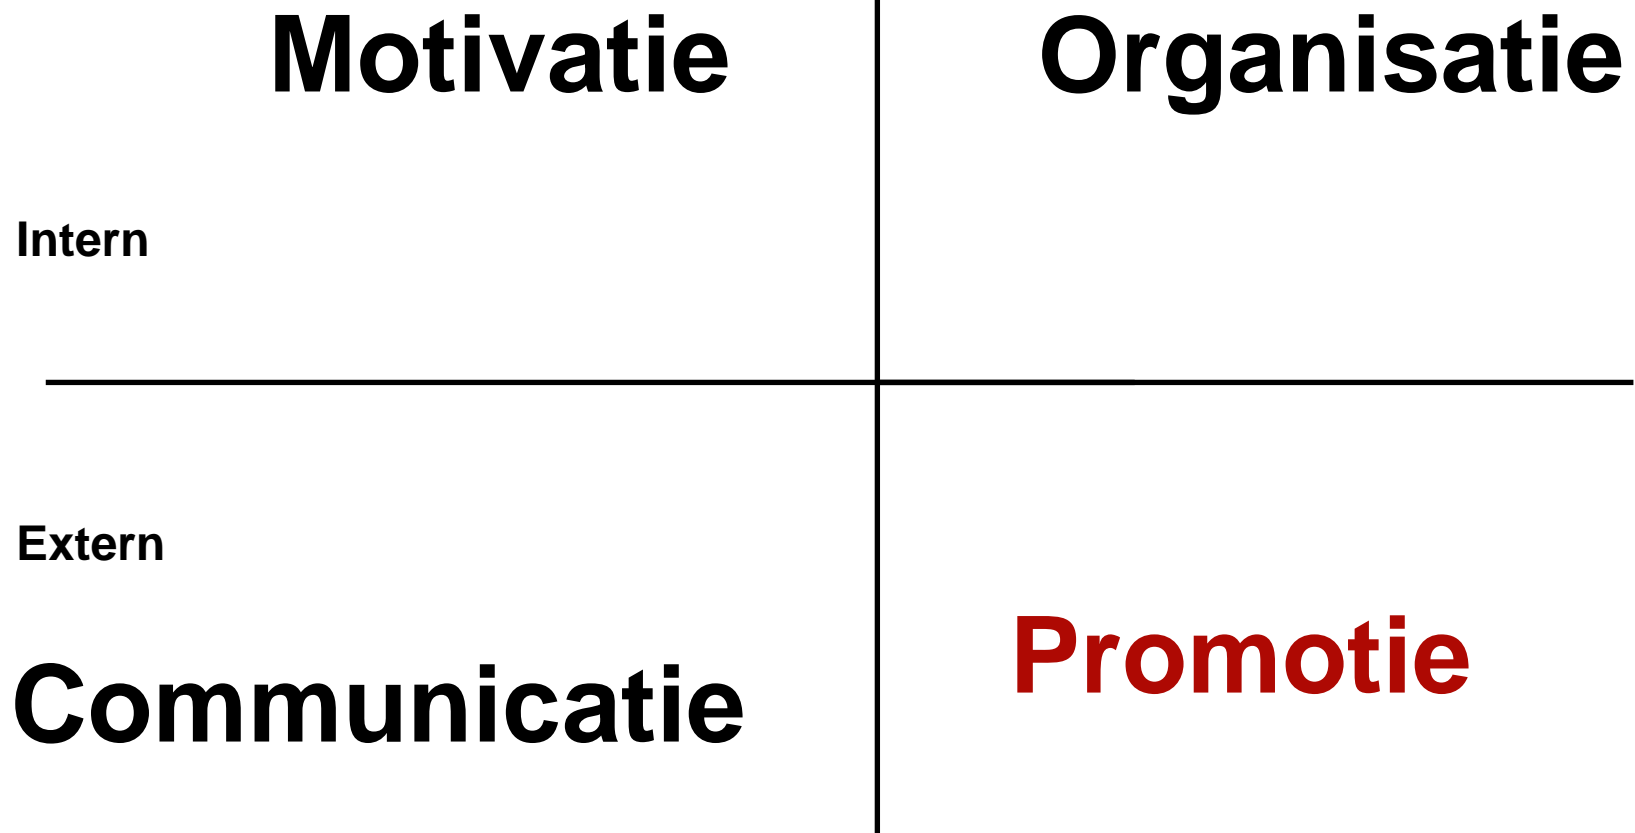 Motivatie
Organisatie
Intern
Extern
Promotie
Communicatie